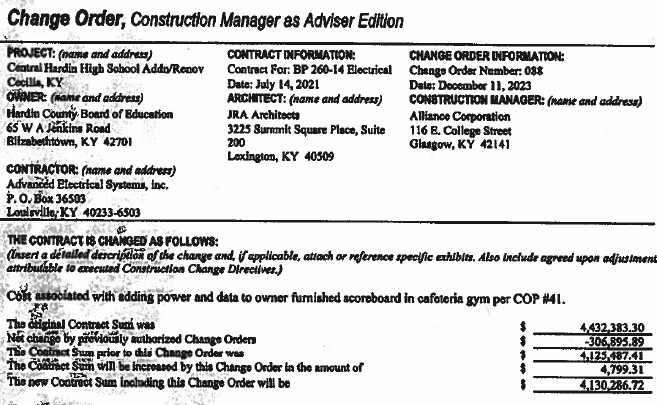 Change Order, Construction Manager as Adviser Edition
PROJECT: (name and address)
Central Hardin High School Addn/Renov
Cecilia, KY
OWNER: (name and address)
Hardin County Board of Education
65 W A Jenkins Road
Elizabethtown, KY 42701
CONTRACTOR: (name and address)
Advanced Electrical Systems, Inc.
P. O. Box 36503
Louisville, KY 40233-6503
CONTRACT INFORMATION:
Contract For: BP 260-14 Electrical
Date: July 14, 2021
ARCHITECT: (name and address)
JRA Architects
3225 Summit Square Place, Suite
200
Lexington, KY 40509
CHANGE ORDER INFORMATION:
Change Order Number: 088
Date: December 11, 2023
CONSTRUCTION MANAGER: (name and address)
Alliance Corporation
116 E. College Street
Glasgow, KY 42141
THE CONTRACT IS CHANGED AS FOLLOWS:
(Insert a detailed description of the change and, if applicable, attach or reference specific exhibits. Also include agreed upon adjustment
attributable to executed Construction Change Directives.)
Cost associated with adding power and data to owner furnished scoreboard in cafeteria gym per COP #41.
The original Contract Sum was $ 4,432,383.30
Net change by previously authorized Change Orders $ -306,895.89
The Contract Sum prior to this Change Order was $ 4,125,487.41
The Contract Sum will be increased by this Change Order in the amount of $ 4,799.31
The new Contract Sum including this Change Order will be $ 4,130,286.72